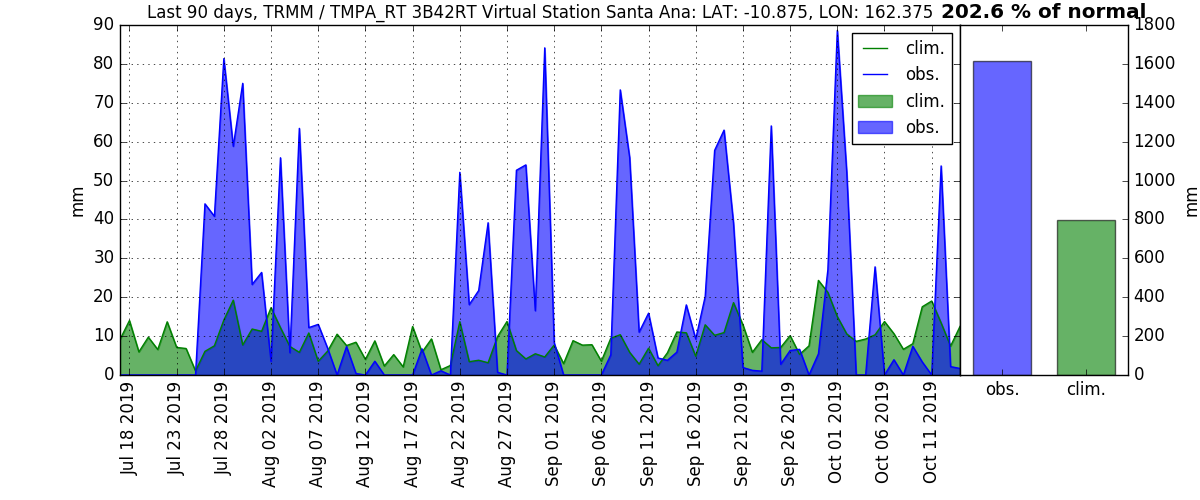 Last 90 days, TRMM / TMPA_RT 3B42RT Virtual Station Santa Ana: LAT: -10.875, LON: 162.375 202.6 % of normal
90
80
70
60
50
40
30
20
10
0
mm
clim.
obs.
clim.
obs.
1800
1600
1400
1200
1000
800
600
400
200
0
mm
Jul 18 2019
Jul 23 2019
Jul 28 2019
Aug 02 2019
Aug 07 2019
Aug 12 2019
Aug 17 2019
Aug 22 2019
Aug 27 2019
Sep 01 2019
Sep 06 2019
Sep 11 2019
Sep 16 2019
Sep 21 2019
Sep 26 2019
Oct 01 2019
Oct 06 2019
Oct 11 2019
obs. clim.